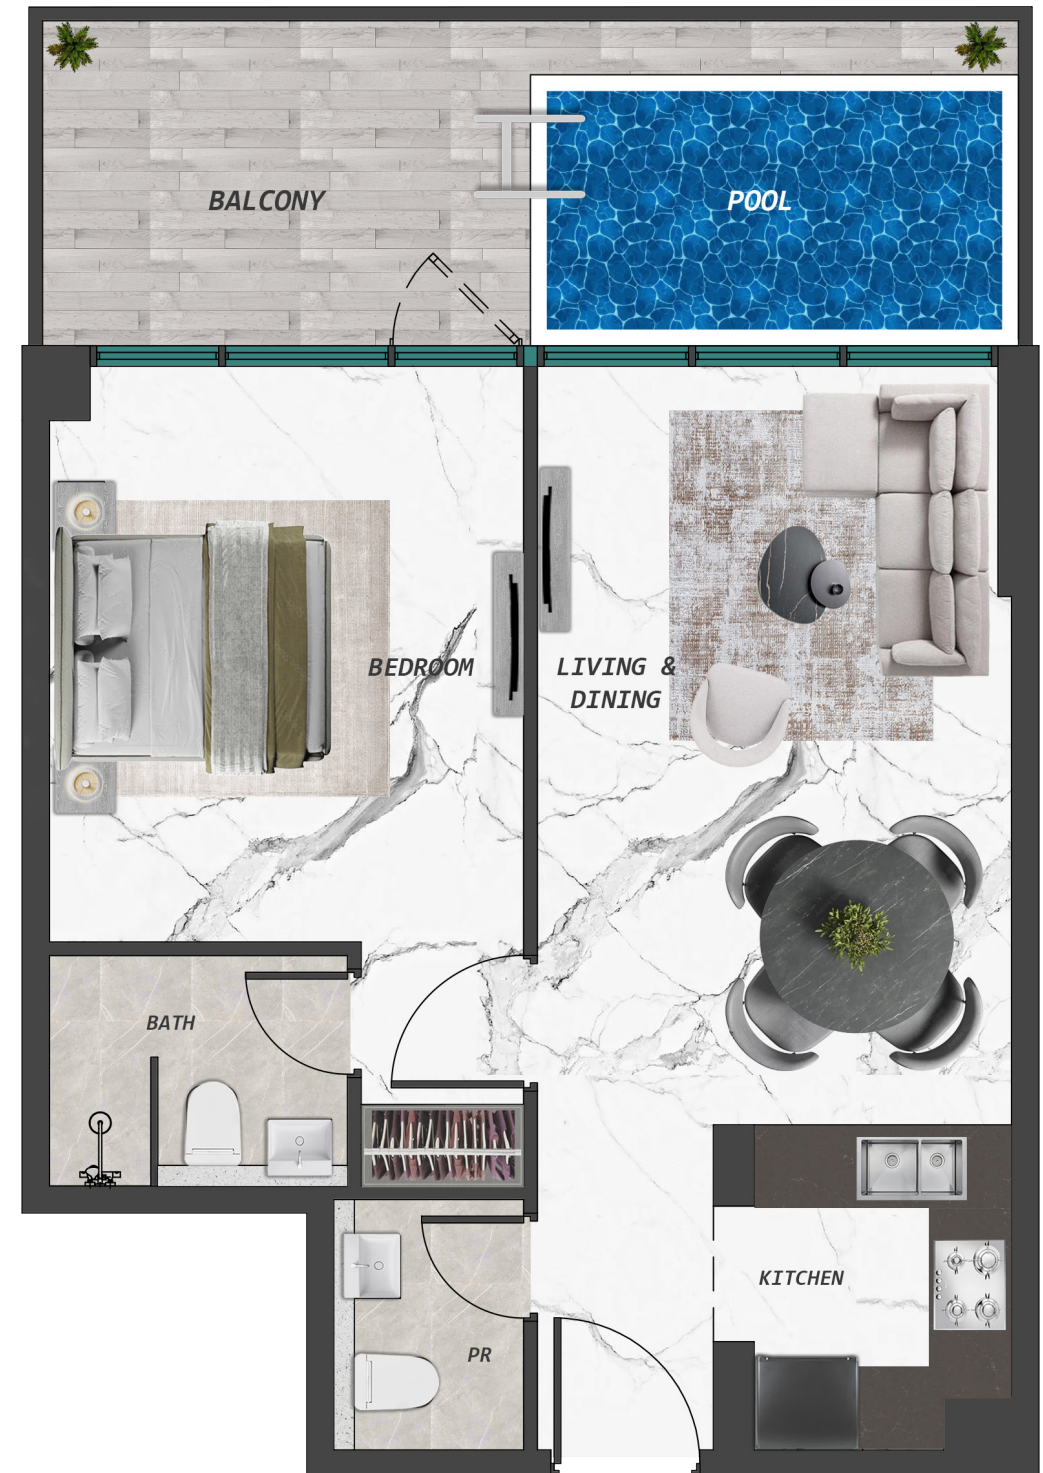 BALCONY
POOL
BEDROOM
LIVING &
DINING
BATH
KITCHEN
PR